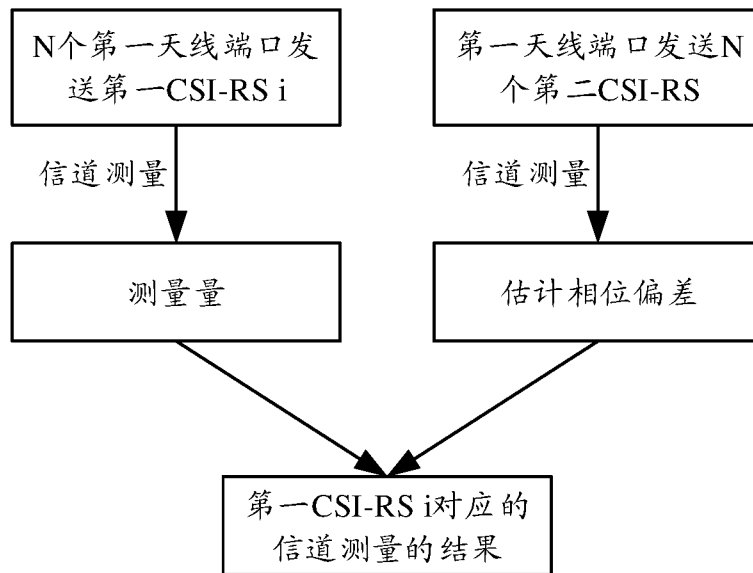 N个第一天线端口发
送第一CSI-RS i
第一天线端口发送N
个第二CSI-RS
信道测量
信道测量
测量量
估计相位偏差
第一CSI-RS i对应的
信道测量的结果